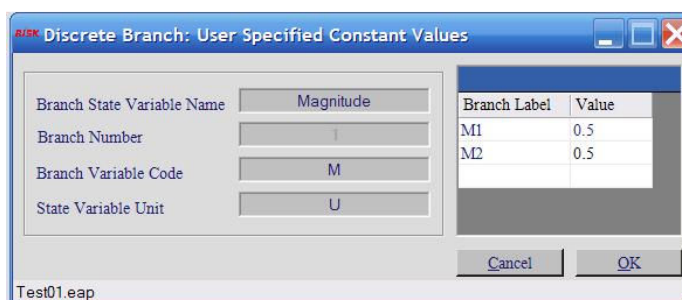 RISK Discrete Branch: User Specified Constant Values
Branch State Variable Name Magnitude
Branch Number 1
Branch Variable Code M
State Variable Unit U
Branch Label Value
M1 0.5
M2 0.5
Cancel OK
Test01.eap